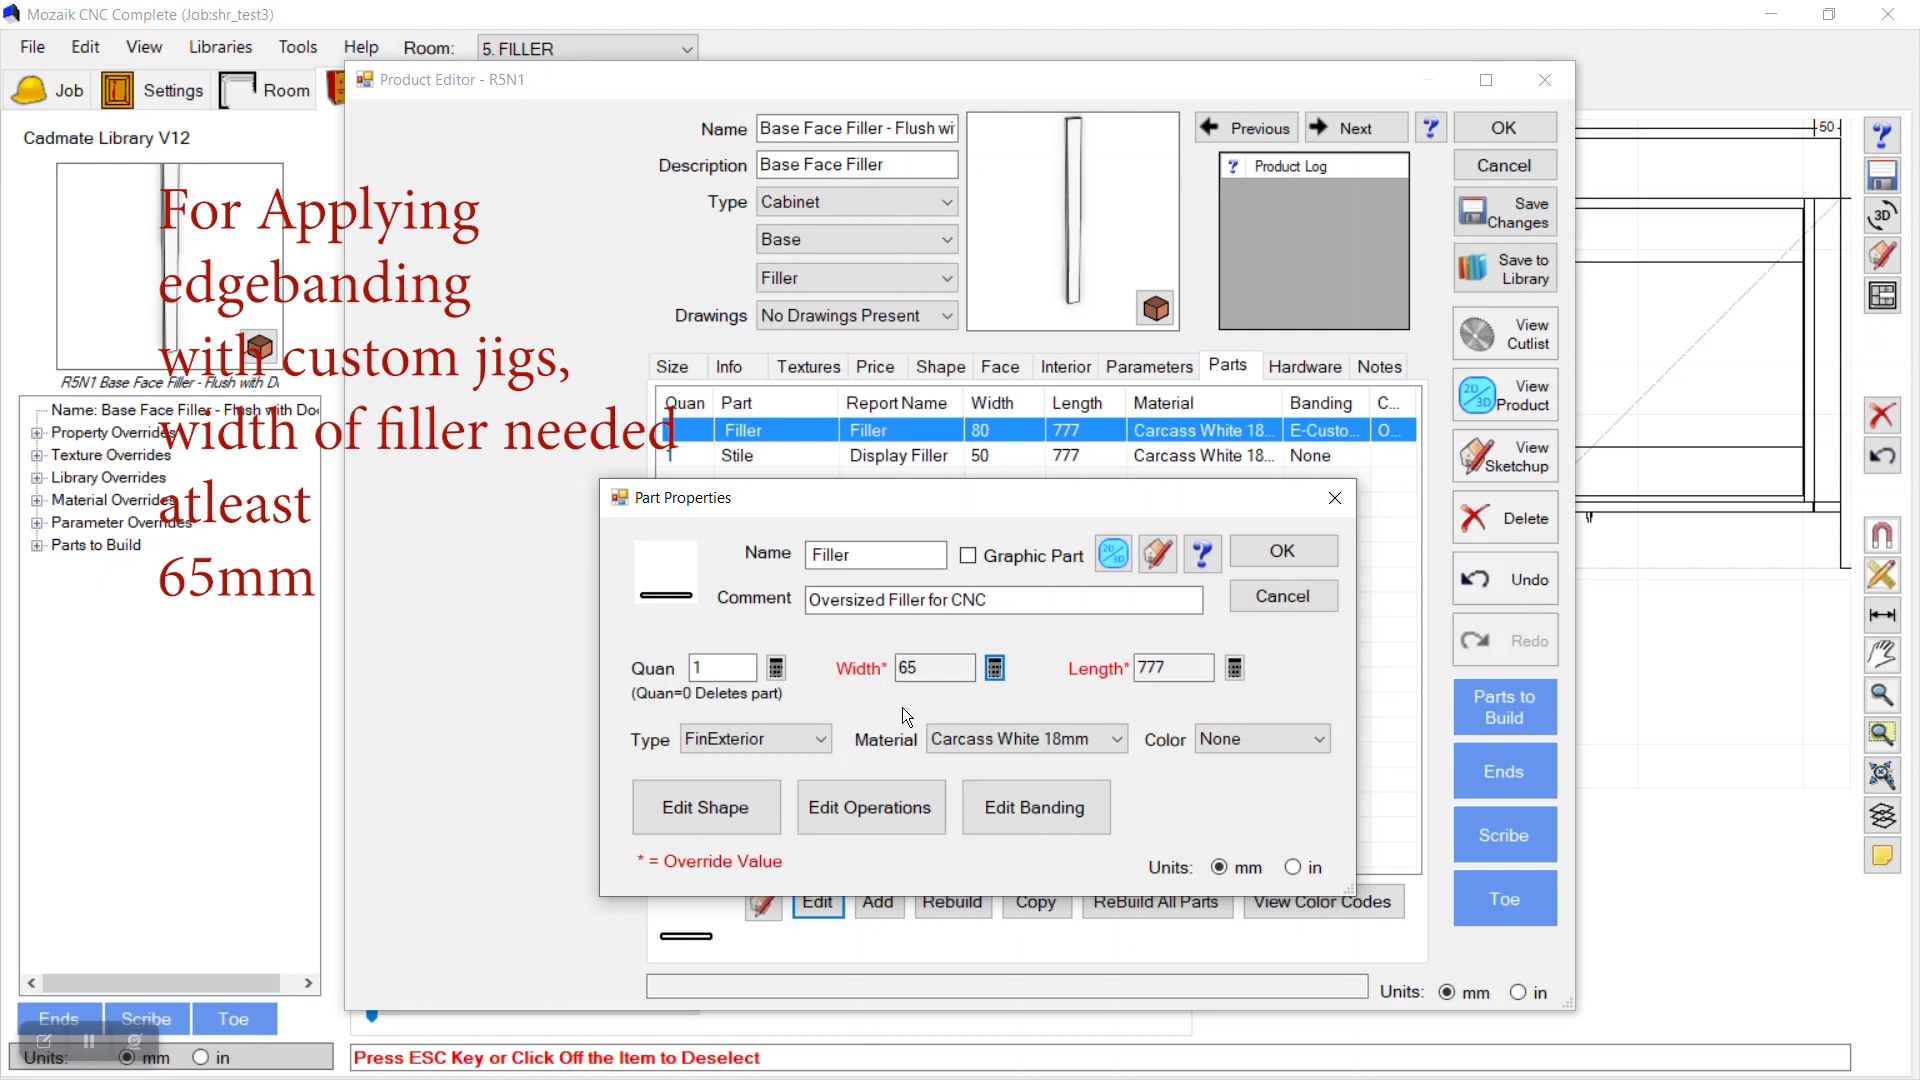 Mozaik CNC Complete (Job:shr_test3)
File Edit View Libraries Tools Help Room: 5. FILLER
Job Settings Room
Product Editor - R5N1
Cadmate Library V12
R5N1 Base Face Filler - Flush with D
Name: Base Face Filler - Flush with Doo
Property Overrides
Texture Overrides
Library Overrides
Material Overrides
Parameter Overrides
Parts to Build
For Applying
edgebanding
with custom jigs,
width of filler needed
atleast
65mm
Name Base Face Filler - Flush wi
Description Base Face Filler
Type Cabinet
Base
Filler
Drawings No Drawings Present
Previous Next ? OK
? Product Log
Cancel
Save Changes
Save to Library
View Cutlist
View Product
View Sketchup
Delete
Undo
Redo
Parts to Build
Ends
Scribe
Toe
50
3D
Size Info Textures Price Shape Face Interior Parameters Parts Hardware Notes
Quan Part Report Name Width Length Material Banding C...
Filler Filler 80 777 Carcass White 18... E-Custo... O...
1 Stile Display Filler 50 777 Carcass White 18... None
Part Properties
Name Filler Graphic Part 2D/3D ? OK
Comment Oversized Filler for CNC Cancel
Quan 1 Width* 65 Length* 777
(Quan=0 Deletes part)
Type FinExterior Material Carcass White 18mm Color None
Edit Shape Edit Operations Edit Banding
* = Override Value
Units: mm in
Edit Add Rebuild Copy ReBuild All Parts View Color Codes
Units: mm in
Ends Scribe Toe
Units: mm in
Press ESC Key or Click Off the Item to Deselect